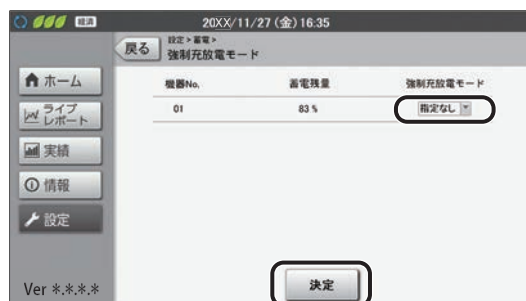 経済
20XX/11/27 (金) 16:35
戻る
設定 > 蓄電 >
強制充放電モード
ホーム
ライブ
レポート
実績
情報
設定
機器No.
蓄電残量
強制充放電モード
01
83 %
指定なし
決定
Ver *.*.*.*